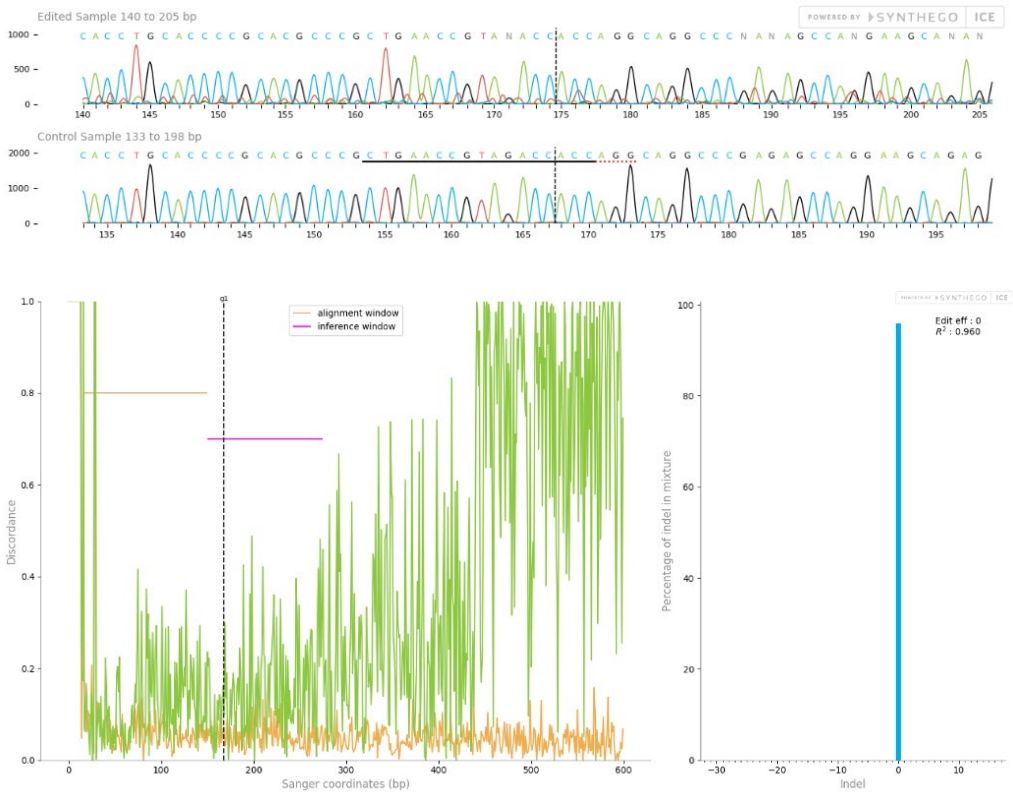 Edited Sample 140 to 205 bp
POWERED BY SYNTHEGO ICE
C A C C T G C A C C C C G C A C G C C C G C T G A A C C G T A N A C C A C C A G G C A G G C C C N A N A G C C A N G A A G C A N A N
1000
500
0
140 145 150 155 160 165 170 175 180 185 190 195 200 205
Control Sample 133 to 198 bp
2000
C A C C T G C A C C C C G C A C G C C C G C T G A A C C G T A G A C C A C C A G G C A G G C C C G A G A G C C A G G A A G C A G A G
1000
0
135 140 145 150 155 160 165 170 175 180 185 190 195
POWERED BY SYNTHEGO ICE
g1
1.0
0.8
0.6
0.4
0.2
0.0
Discordance
alignment window
inference window
0 100 200 300 400 500 600
Sanger coordinates (bp)
100
80
60
40
20
0
Percentage of indel in mixture
Edit eff : 0
R² : 0.960
−30 −20 −10 0 10
Indel